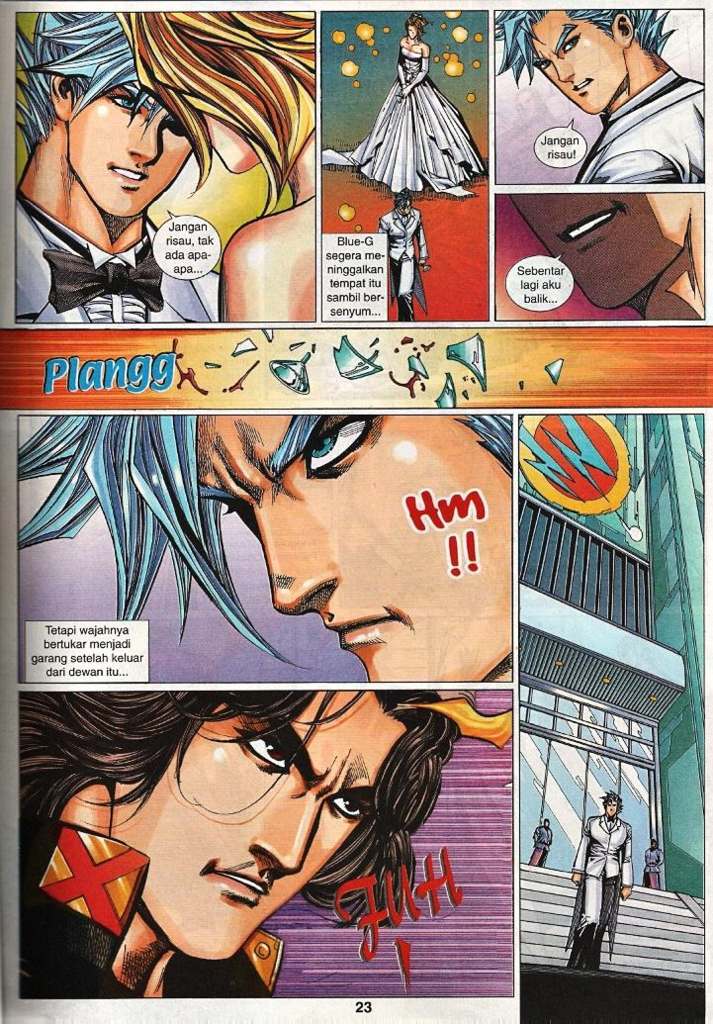 Jangan
risau, tak
ada apa-
apa...
Blue-G
segera me-
ninggalkan
tempat itu
sambil ber-
senyum...
Jangan
risau!
Sebentar
lagi aku
balik...
Plangg
Hm
!!
Tetapi wajahnya
bertukar menjadi
garang setelah keluar
dari dewan itu...
FUH
!
23